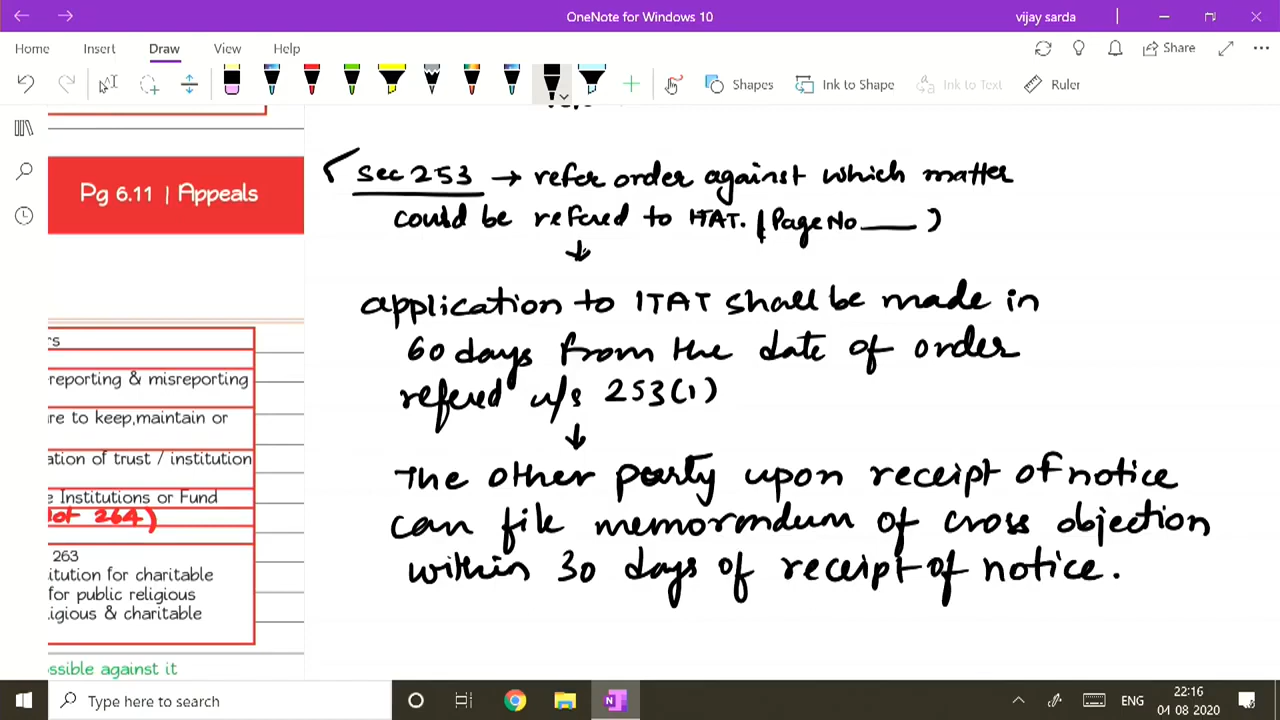 OneNote for Windows 10
vijay sarda
Home Insert Draw View Help
Share
Shapes
Ink to Shape
Ink to Text
Ruler
Pg 6.11 | Appeals
rs
reporting & misreporting
re to keep,maintain or
ation of trust / institution
e Institutions or Fund
lot 264)
263
itution for charitable
for public religious
igious & charitable
ssible against it
Sec 253 → refer order against which matter
could be refered to ITAT. (Page No ___ )
↓
application to ITAT shall be made in
60 days from the date of order
refered u/s 253(1)
↓
The other party upon receipt of notice
can file memorondum of cross objection
within 30 days of receipt of notice.
Type here to search
ENG
22:16
04-08-2020